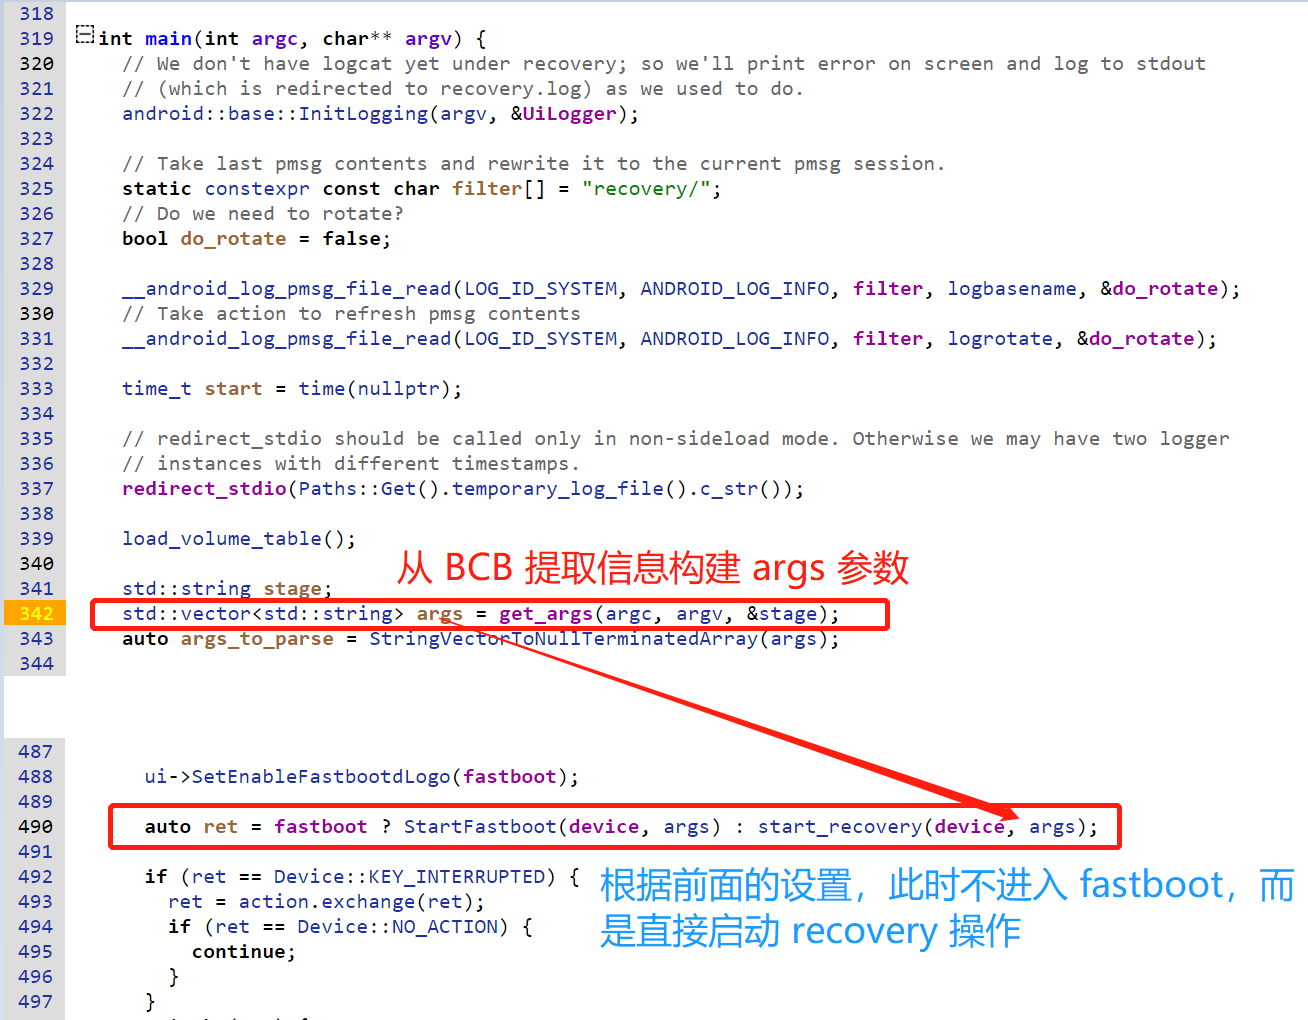 318
319 int main(int argc, char** argv) {
320 // We don't have logcat yet under recovery; so we'll print error on screen and log to stdout
321 // (which is redirected to recovery.log) as we used to do.
322 android::base::InitLogging(argv, &UiLogger);
323
324 // Take last pmsg contents and rewrite it to the current pmsg session.
325 static constexpr const char filter[] = "recovery/";
326 // Do we need to rotate?
327 bool do_rotate = false;
328
329 __android_log_pmsg_file_read(LOG_ID_SYSTEM, ANDROID_LOG_INFO, filter, logbasename, &do_rotate);
330 // Take action to refresh pmsg contents
331 __android_log_pmsg_file_read(LOG_ID_SYSTEM, ANDROID_LOG_INFO, filter, logrotate, &do_rotate);
332
333 time_t start = time(nullptr);
334
335 // redirect_stdio should be called only in non-sideload mode. Otherwise we may have two logger
336 // instances with different timestamps.
337 redirect_stdio(Paths::Get().temporary_log_file().c_str());
338
339 load_volume_table();
340
从 BCB 提取信息构建 args 参数
341 std::string stage;
342 std::vector<std::string> args = get_args(argc, argv, &stage);
343 auto args_to_parse = StringVectorToNullTerminatedArray(args);
344
487
488 ui->SetEnableFastbootdLogo(fastboot);
489
490 auto ret = fastboot ? StartFastboot(device, args) : start_recovery(device, args);
491
492 if (ret == Device::KEY_INTERRUPTED) {
493 ret = action.exchange(ret);
494 if (ret == Device::NO_ACTION) {
495 continue;
496 }
497 }
根据前面的设置，此时不进入 fastboot，而
是直接启动 recovery 操作